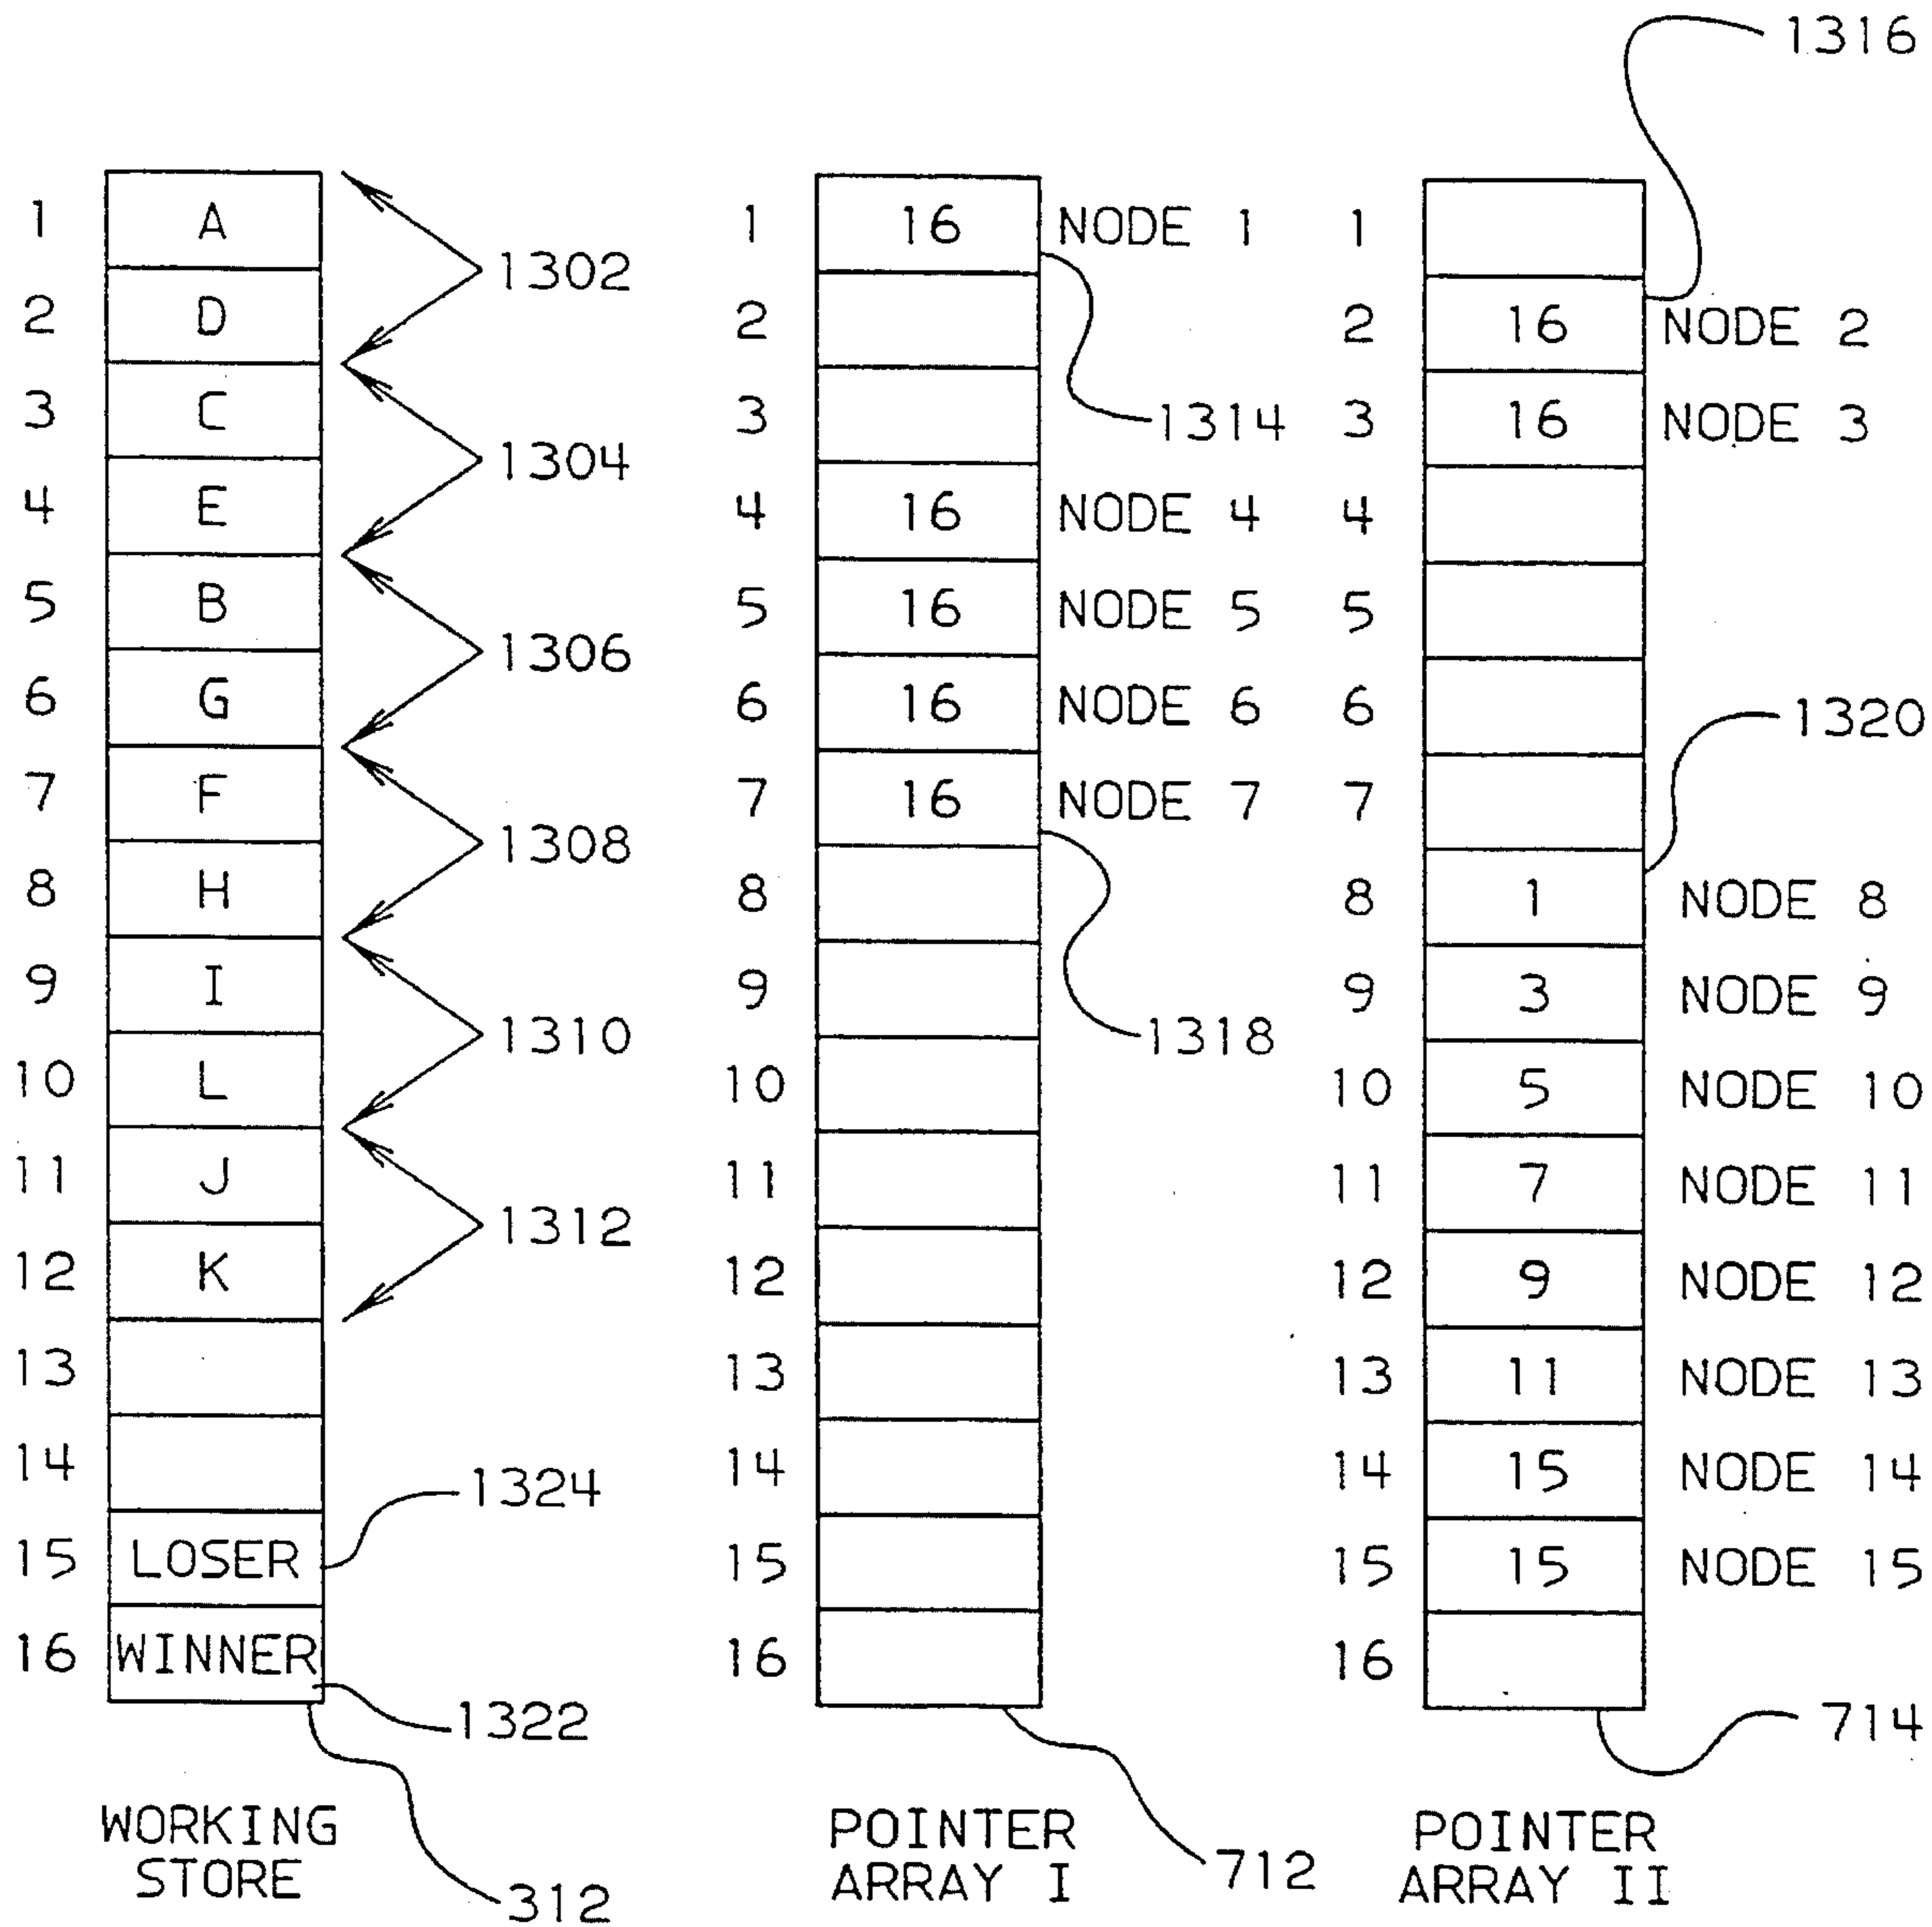 1316
1 A 1 16 NODE 1 1
1302
2 D 2 2 16 NODE 2
3 C 3 1314 3 16 NODE 3
1304
4 E 4 16 NODE 4 4
5 B 5 16 NODE 5 5
1306
6 G 6 16 NODE 6 6
1320
7 F 7 16 NODE 7 7
1308
8 H 8 8 1 NODE 8
9 I 9 9 3 NODE 9
1310 1318
10 L 10 10 5 NODE 10
11 J 11 11 7 NODE 11
1312
12 K 12 12 9 NODE 12
13 13 13 11 NODE 13
14 14 14 15 NODE 14
1324
15 LOSER 15 15 15 NODE 15
16 WINNER 16 16
1322 714
WORKING STORE
312
POINTER ARRAY I
712
POINTER ARRAY II